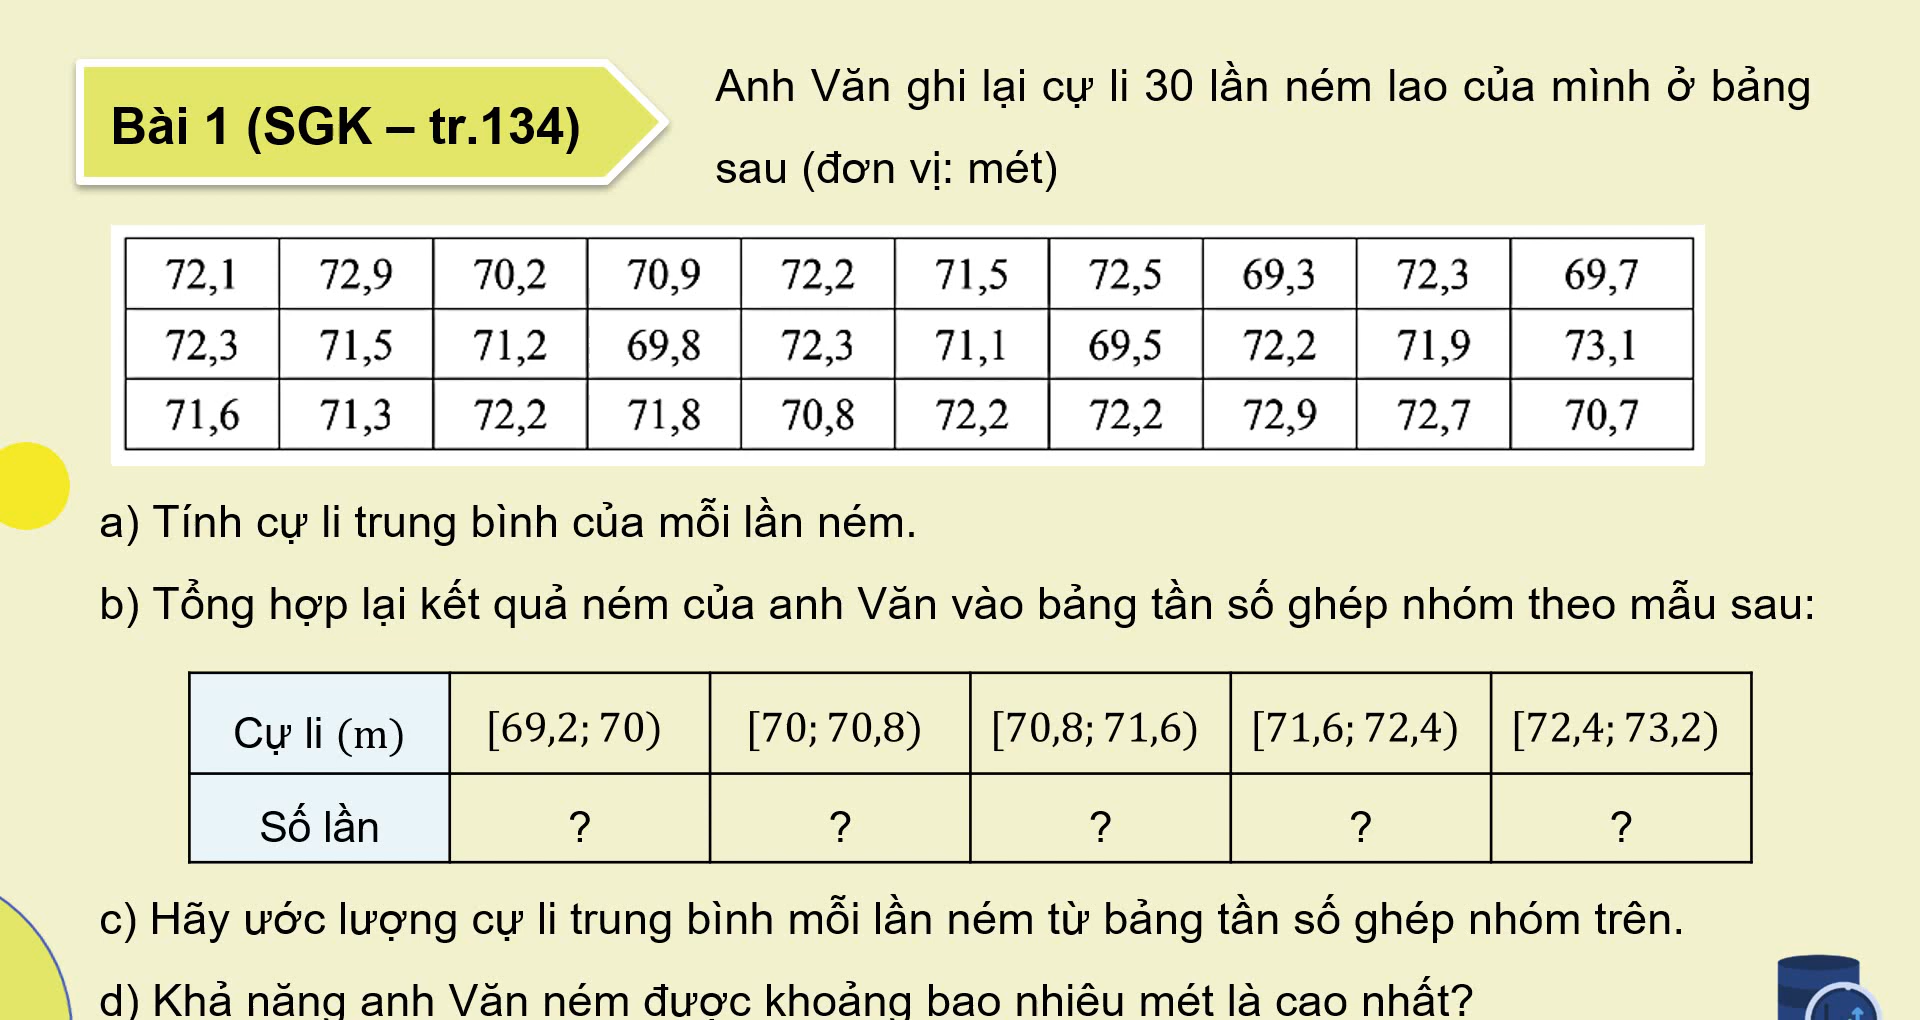 Bài 1 (SGK – tr.134)
Anh Văn ghi lại cự li 30 lần ném lao của mình ở bảng
sau (đơn vị: mét)
72,1 72,9 70,2 70,9 72,2 71,5 72,5 69,3 72,3 69,7
72,3 71,5 71,2 69,8 72,3 71,1 69,5 72,2 71,9 73,1
71,6 71,3 72,2 71,8 70,8 72,2 72,2 72,9 72,7 70,7
a) Tính cự li trung bình của mỗi lần ném.
b) Tổng hợp lại kết quả ném của anh Văn vào bảng tần số ghép nhóm theo mẫu sau:
Cự li (m) [69,2; 70) [70; 70,8) [70,8; 71,6) [71,6; 72,4) [72,4; 73,2)
Số lần ? ? ? ? ?
c) Hãy ước lượng cự li trung bình mỗi lần ném từ bảng tần số ghép nhóm trên.
d) Khả năng anh Văn ném được khoảng bao nhiêu mét là cao nhất?